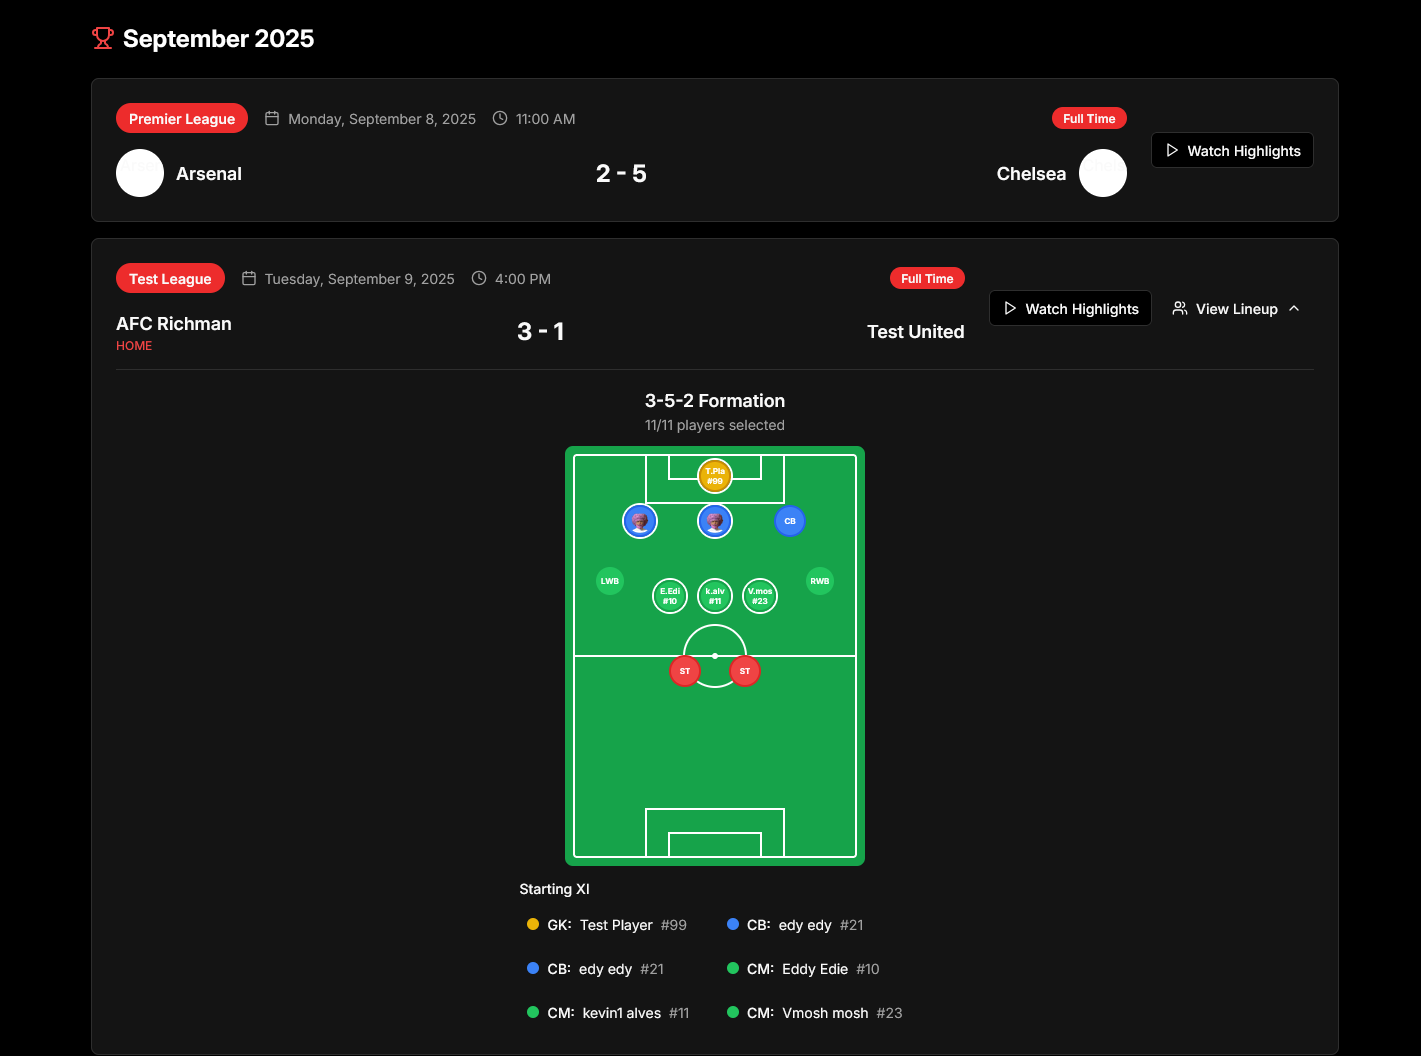 September 2025
Premier League Monday, September 8, 2025 11:00 AM Full Time
Watch Highlights
Arsenal 2 - 5 Chelsea
Test League Tuesday, September 9, 2025 4:00 PM Full Time
Watch Highlights View Lineup
AFC Richman
HOME
3 - 1 Test United
3-5-2 Formation
11/11 players selected
T.Pla
#99
CB
LWB
RWB
E.Edi
#10
k.alv
#11
V.mos
#23
ST ST
Starting XI
GK: Test Player #99 CB: edy edy #21
CB: edy edy #21 CM: Eddy Edie #10
CM: kevin1 alves #11 CM: Vmosh mosh #23